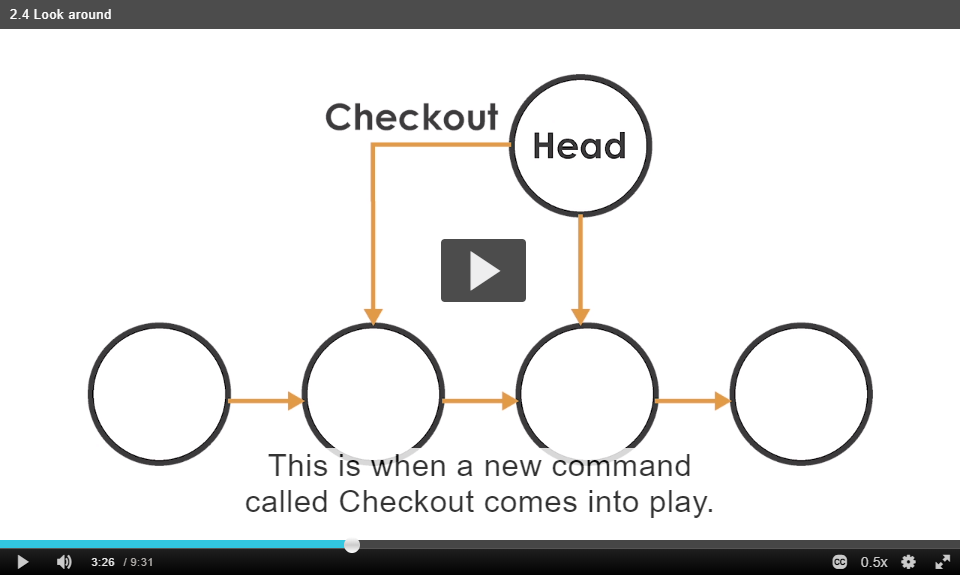 2.4 Look around
Checkout
Head
This is when a new command
called Checkout comes into play.
3:26 / 9:31
CC
0.5x